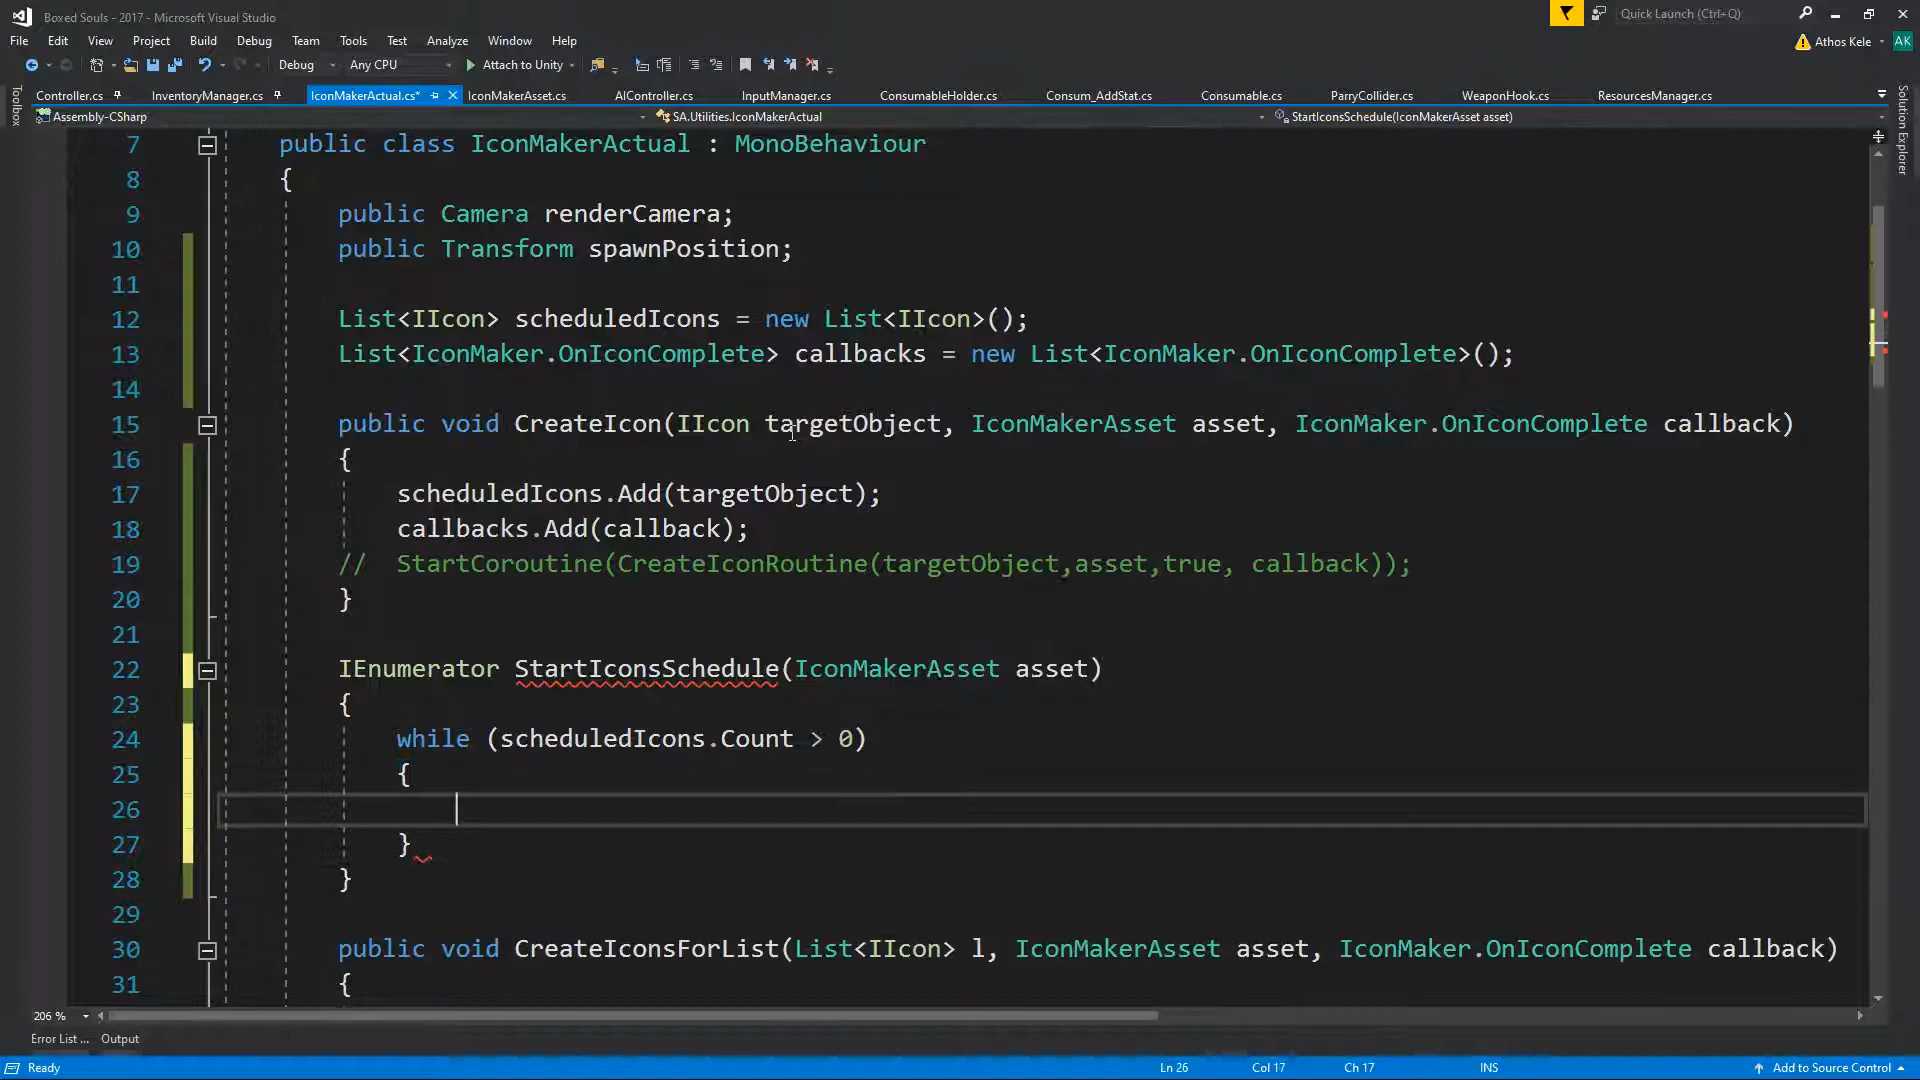 Boxed Souls - 2017 - Microsoft Visual Studio
Quick Launch (Ctrl+Q)
File Edit View Project Build Debug Team Tools Test Analyze Window Help
Athos Kele AK
Debug Any CPU Attach to Unity
Toolbox
Controller.cs InventoryManager.cs IconMakerActual.cs* IconMakerAsset.cs AIController.cs InputManager.cs ConsumableHolder.cs Consum_AddStat.cs Consumable.cs ParryCollider.cs WeaponHook.cs ResourcesManager.cs
Solution Explorer
Assembly-CSharp SA.Utilities.IconMakerActual StartIconsSchedule(IconMakerAsset asset)
7 public class IconMakerActual : MonoBehaviour
8 {
9 public Camera renderCamera;
10 public Transform spawnPosition;
11
12 List<IIcon> scheduledIcons = new List<IIcon>();
13 List<IconMaker.OnIconComplete> callbacks = new List<IconMaker.OnIconComplete>();
14
15 public void CreateIcon(IIcon targetObject, IconMakerAsset asset, IconMaker.OnIconComplete callback)
16 {
17 scheduledIcons.Add(targetObject);
18 callbacks.Add(callback);
19 // StartCoroutine(CreateIconRoutine(targetObject,asset,true, callback));
20 }
21
22 IEnumerator StartIconsSchedule(IconMakerAsset asset)
23 {
24 while (scheduledIcons.Count > 0)
25 {
26
27 }
28 }
29
30 public void CreateIconsForList(List<IIcon> l, IconMakerAsset asset, IconMaker.OnIconComplete callback)
31 {
206 %
Error List ... Output
Ready Ln 26 Col 17 Ch 17 INS Add to Source Control